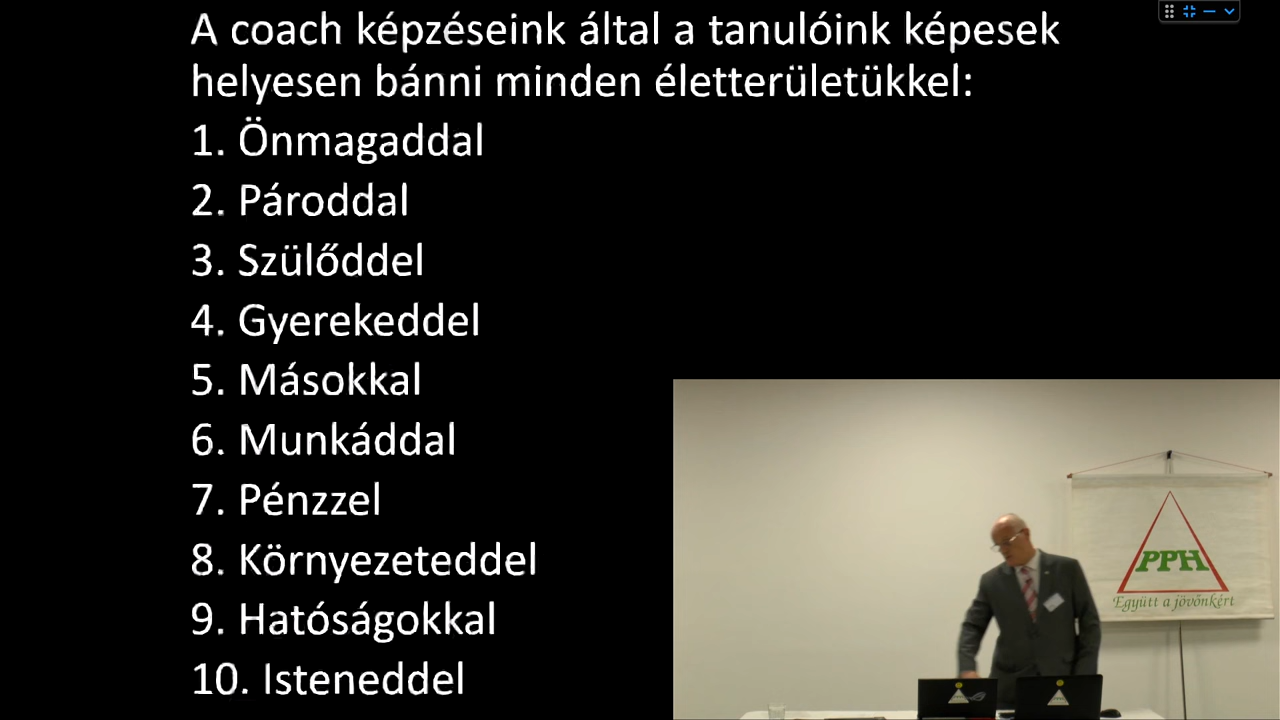 A coach képzéseink által a tanulóink képesek
helyesen bánni minden életterületükkel:
1. Önmagaddal
2. Pároddal
3. Szülőddel
4. Gyerekeddel
5. Másokkal
6. Munkáddal
7. Pénzzel
8. Környezeteddel
9. Hatóságokkal
10. Isteneddel
PPH
Együtt a jövőnkért